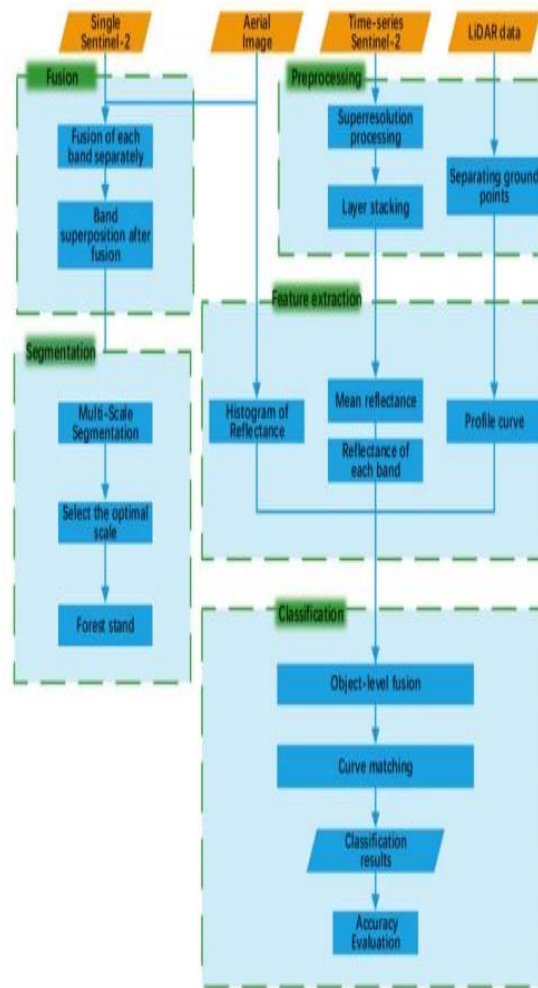 Single
Sentinel-2
Aerial
Image
Time-series
Sentinel-2
LiDAR data
Fusion
Fusion of each
band separately
Band
superposition after
fusion
Preprocessing
Superresolution
processing
Layer stacking
Separating ground
points
Segmentation
Multi-Scale
Segmentation
Select the optimal
scale
Forest stand
Feature extraction
Histogram of
Reflectance
Mean reflectance
Reflectance of
each band
Profile curve
Classification
Object-level fusion
Curve matching
Classification
results
Accuracy
Evaluation